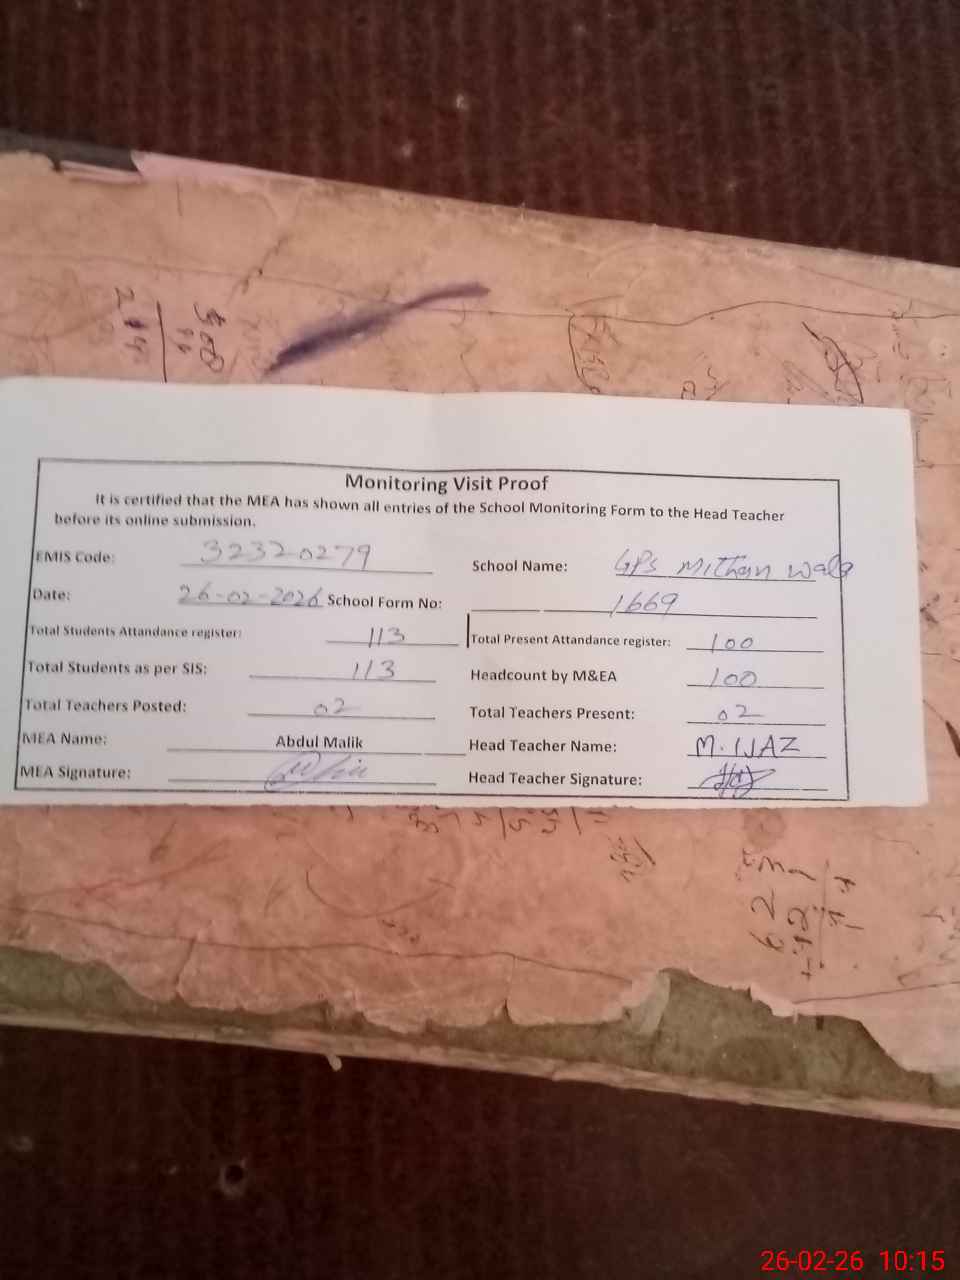 Monitoring Visit Proof
It is certified that the MEA has shown all entries of the School Monitoring Form to the Head Teacher
before its online submission.
EMIS Code: 32320279 School Name: GPS Mithan wala
Date: 26-02-2026 School Form No: 1669
Total Students Attandance register: 113 Total Present Attandance register: 100
Total Students as per SIS: 113 Headcount by M&EA 100
Total Teachers Posted: 02 Total Teachers Present: 02
MEA Name: Abdul Malik Head Teacher Name: M. IJAZ
MEA Signature: Head Teacher Signature:
26-02-26 10:15